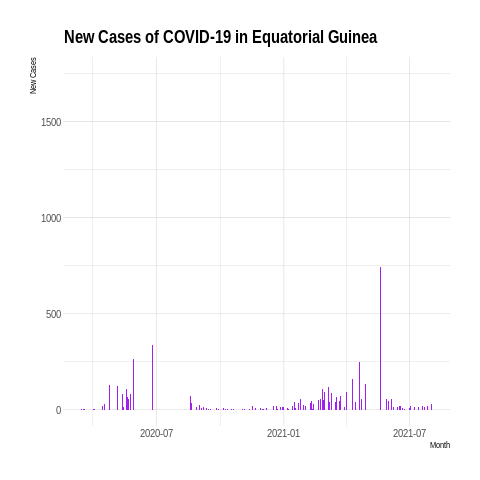 New Cases of COVID-19 in Equatorial Guinea
New Cases
1500
1000
500
0
2020-07
2021-01
2021-07
Month